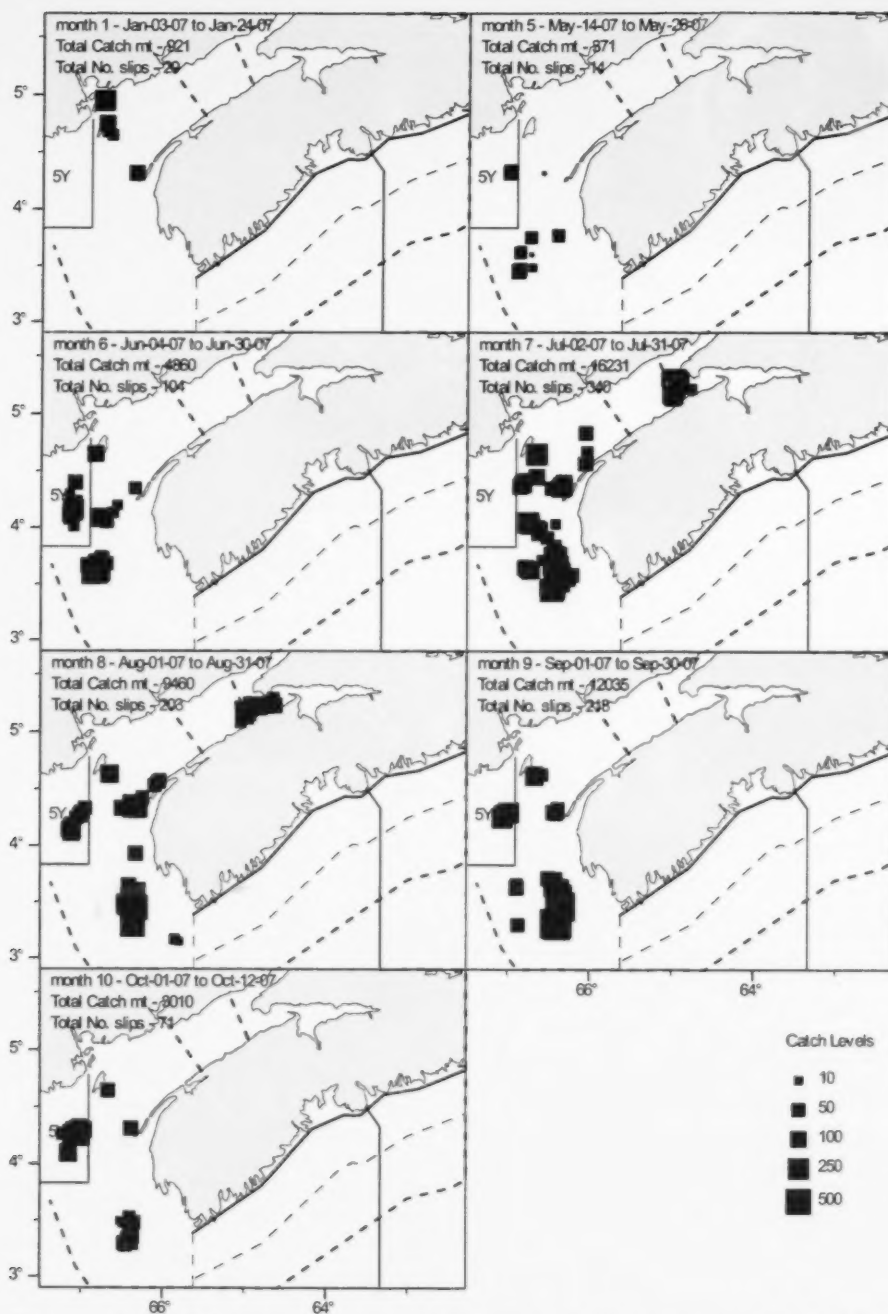 month 1 - Jan-03-07 to Jan-24-07
Total Catch mt - 921
Total No. slips - 29
5Y
month 5 - May-14-07 to
Total Catch mt - 871
Total No. slips - 14
5Y
5°
4°
3°
month 6 - Jun-04-07 to Jun-30-07
Total Catch mt - 4860
Total No. slips - 104
5Y
month 7 - Jul-02-07 to Jul-31-07
Total Catch mt - 16231
Total No. slips - 340
5Y
5°
4°
3°
month 8 - Aug-01-07 to Aug-31-07
Total Catch mt - 9460
Total No. slips - 203
5Y
month 9 - Sep-01-07 to Sep-30-07
Total Catch mt - 12035
Total No. slips - 218
5Y
5°
4°
3°
66°
64°
month 10 - Oct-01-07 to Oct-12-07
Total Catch mt -
Total No. slips - 71
5°
4°
3°
66°
64°
Catch Levels
10
50
100
250
500